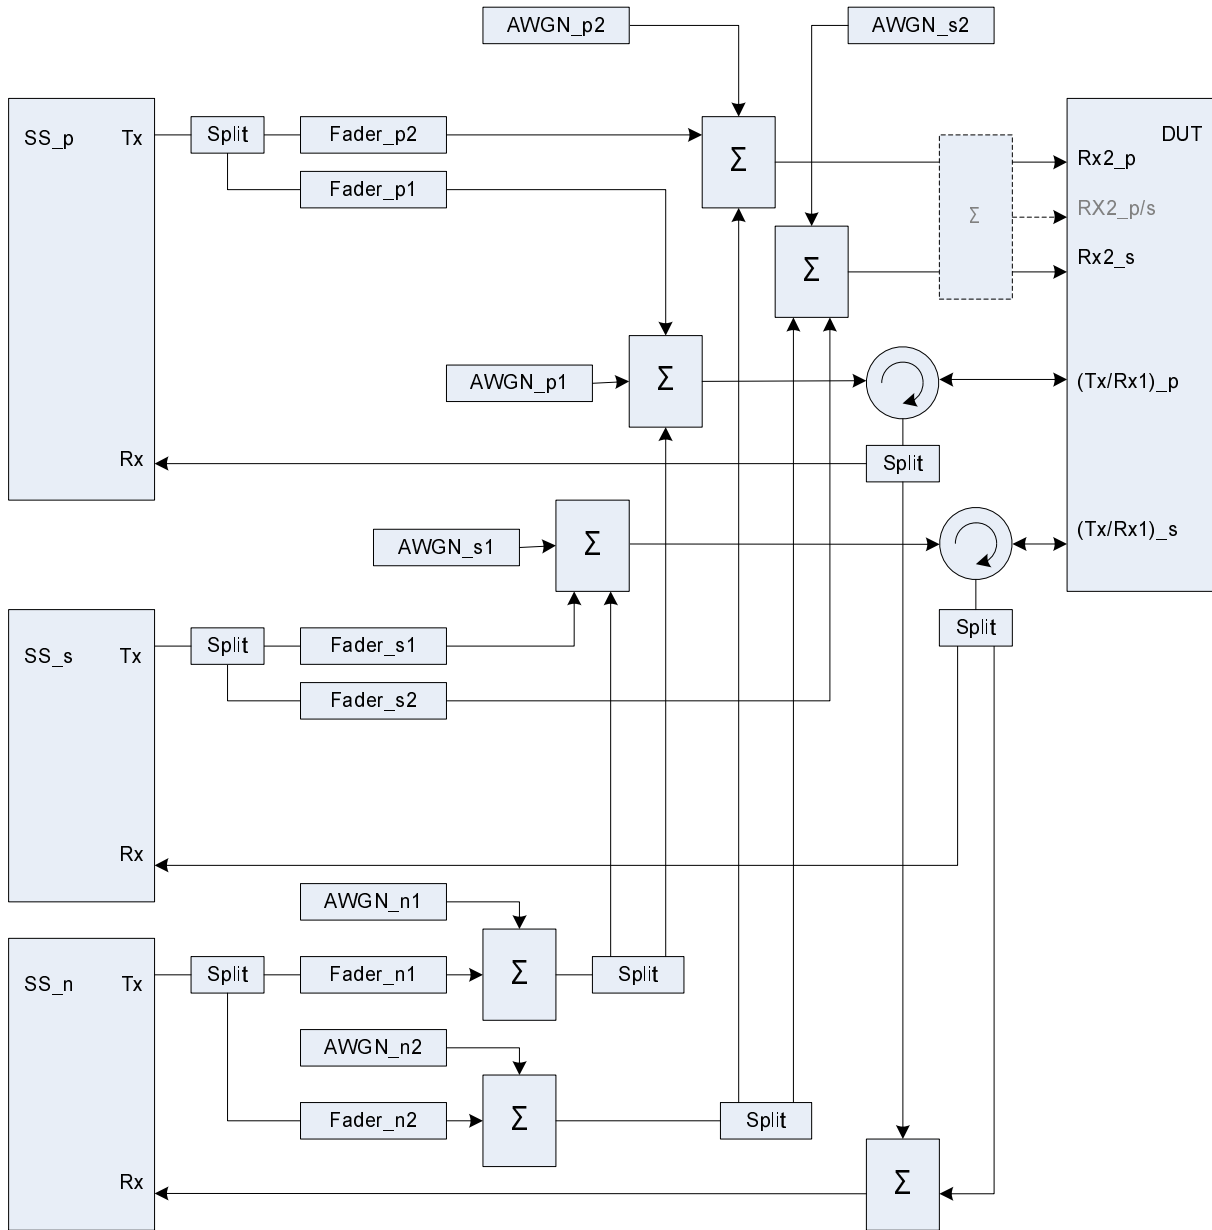 AWGN_p2
AWGN_s2
SS_p
Tx
Split
Fader_p2
Σ
DUT
Rx2_p
Fader_p1
RX2_p/s
Σ
Σ
Rx2_s
AWGN_p1
Σ
(Tx/Rx1)_p
Rx
Split
AWGN_s1
Σ
(Tx/Rx1)_s
SS_s
Tx
Split
Fader_s1
Split
Fader_s2
Rx
AWGN_n1
SS_n
Tx
Split
Fader_n1
Σ
Split
AWGN_n2
Fader_n2
Σ
Split
Rx
Σ